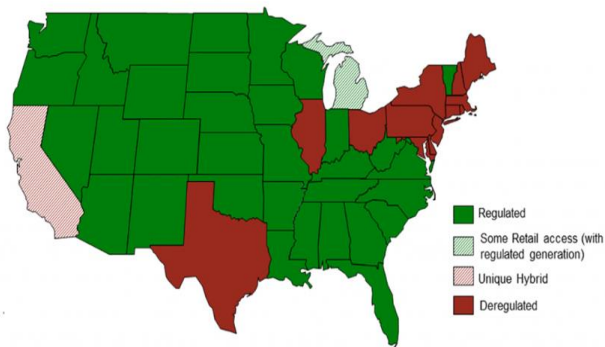 Regulated
Some Retail access (with
regulated generation)
Unique Hybrid
Deregulated